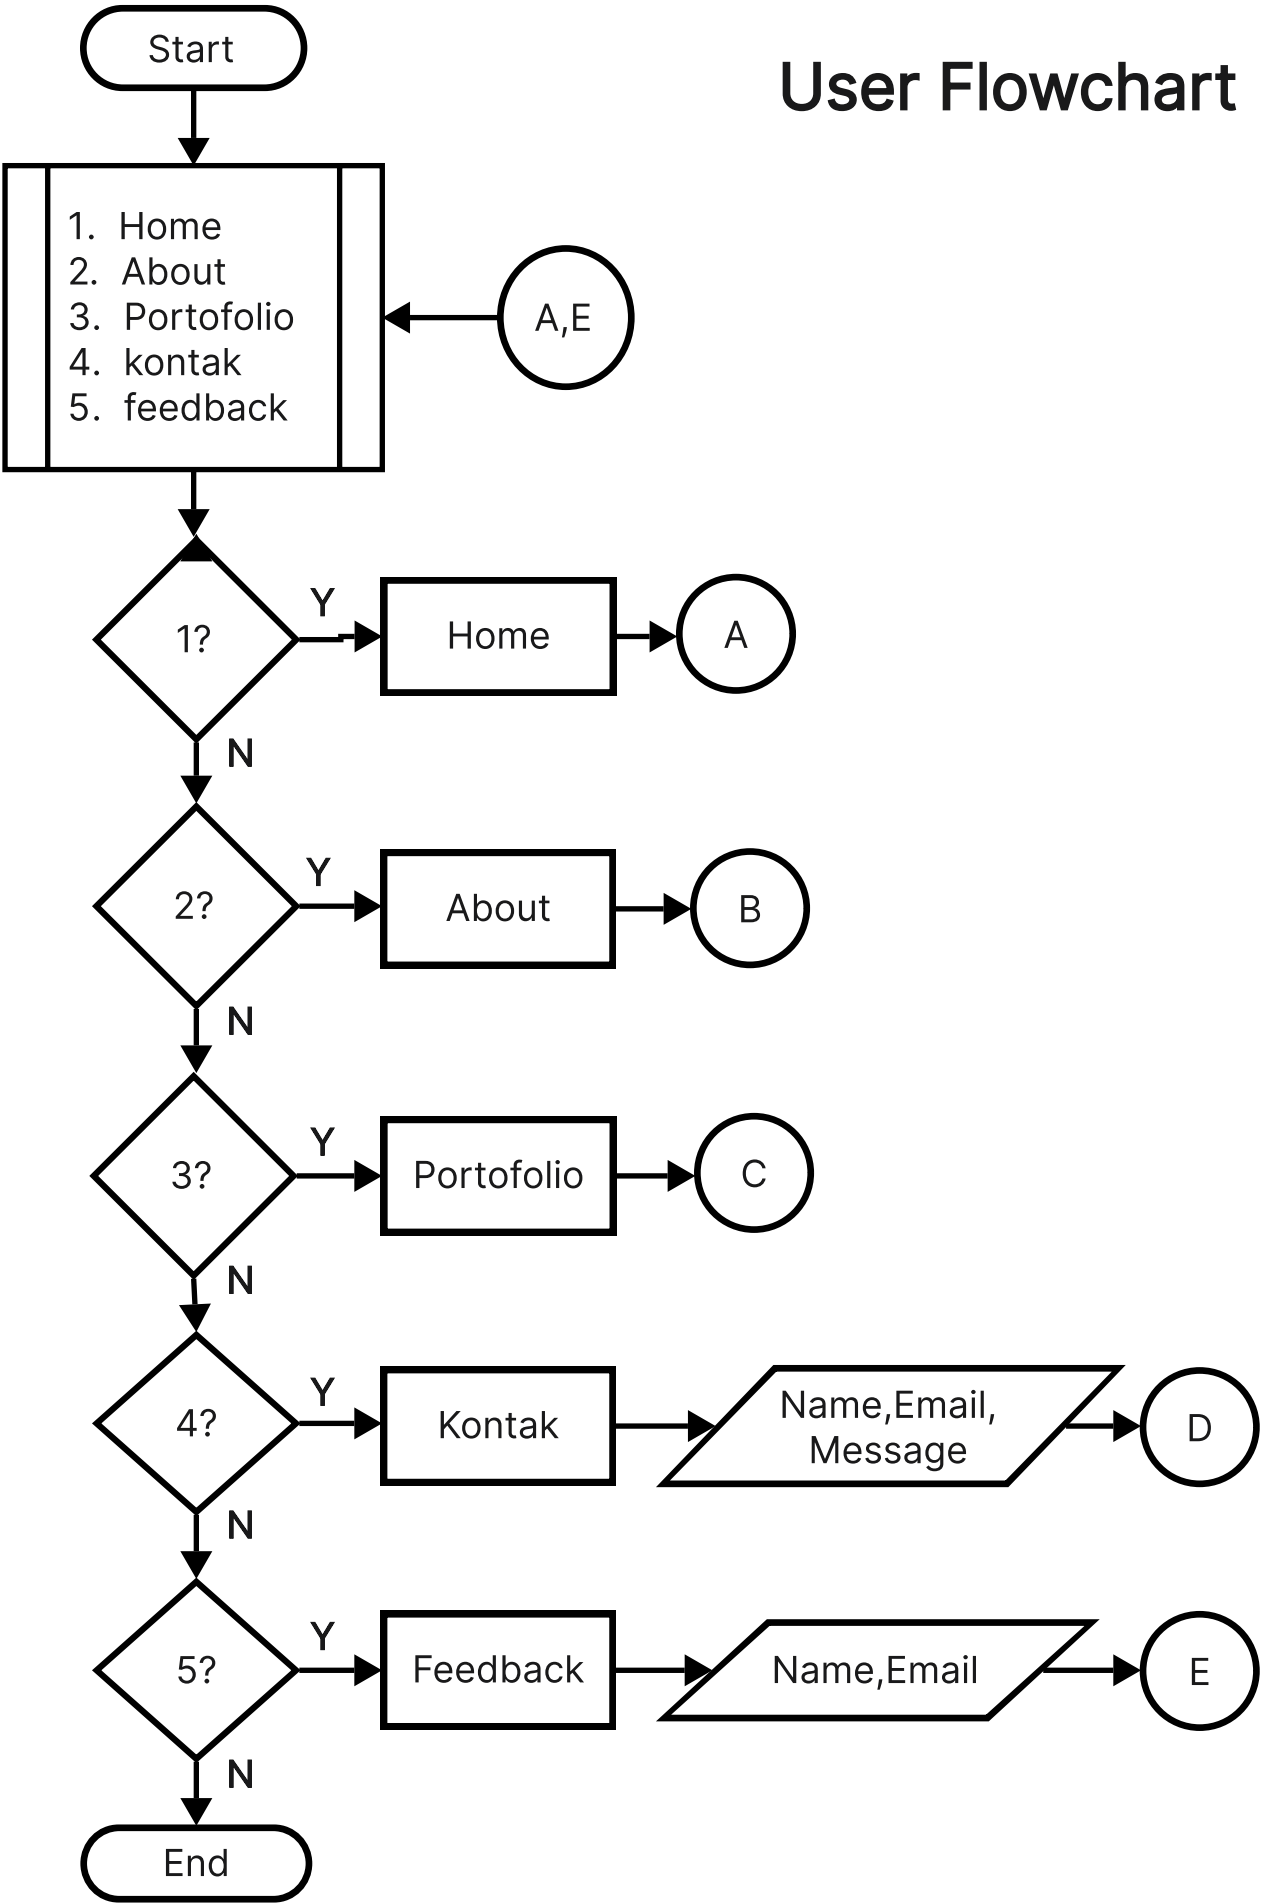 Start
User Flowchart
1. Home
2. About
3. Portofolio
4. kontak
5. feedback
A,E
1?
Y
Home
A
N
2?
Y
About
B
N
3?
Y
Portofolio
C
N
4?
Y
Kontak
Name,Email,
Message
D
N
5?
Y
Feedback
Name,Email
E
N
End